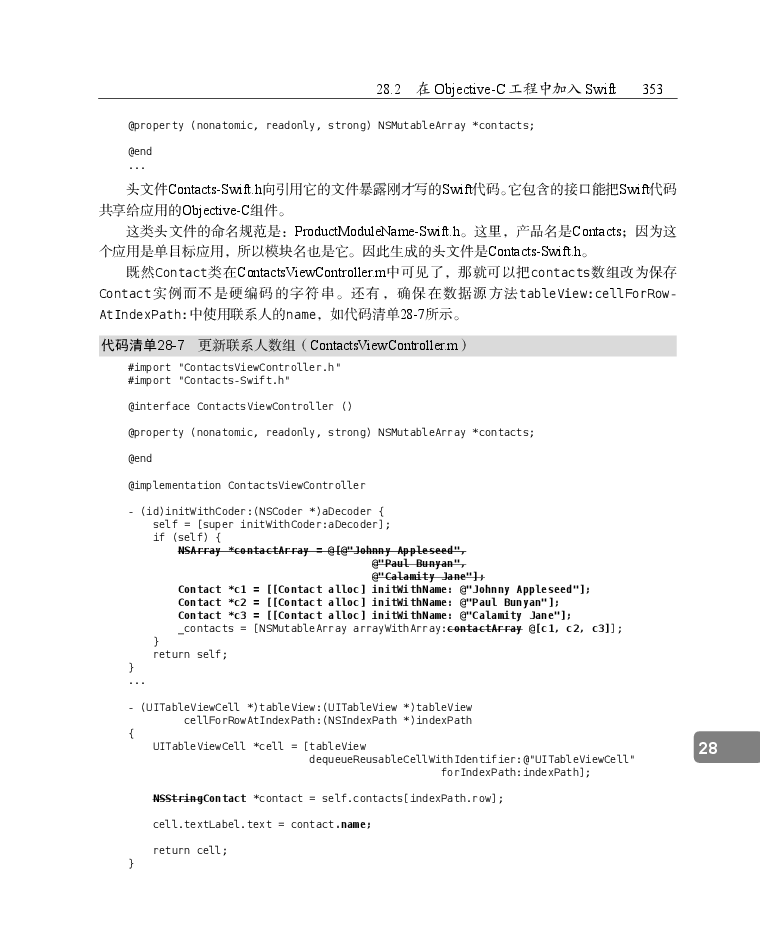 28.2 在 Objective-C 工程中加入 Swift 353
@property (nonatomic, readonly, strong) NSMutableArray *contacts;
@end
...
头文件Contacts-Swift.h向引用它的文件暴露刚才写的Swift代码。它包含的接口能把Swift代码
共享给应用的Objective-C组件。
这类头文件的命名规范是：ProductModuleName-Swift.h。这里，产品名是Contacts；因为这
个应用是单目标应用，所以模块名也是它。因此生成的头文件是Contacts-Swift.h。
既然Contact类在ContactsViewController.m中可见了，那就可以把contacts数组改为保存
Contact实例而不是硬编码的字符串。还有，确保在数据源方法tableView:cellForRow-
AtIndexPath:中使用联系人的name，如代码清单28-7所示。
代码清单28-7 更新联系人数组（ContactsViewController.m）
#import "ContactsViewController.h"
#import "Contacts-Swift.h"
@interface ContactsViewController ()
@property (nonatomic, readonly, strong) NSMutableArray *contacts;
@end
@implementation ContactsViewController
- (id)initWithCoder:(NSCoder *)aDecoder {
self = [super initWithCoder:aDecoder];
if (self) {
NSArray *contactArray = @[@"Johnny Appleseed",
@"Paul Bunyan",
@"Calamity Jane"];
Contact *c1 = [[Contact alloc] initWithName: @"Johnny Appleseed"];
Contact *c2 = [[Contact alloc] initWithName: @"Paul Bunyan"];
Contact *c3 = [[Contact alloc] initWithName: @"Calamity Jane"];
_contacts = [NSMutableArray arrayWithArray:contactArray @[c1, c2, c3]];
}
return self;
}
...
- (UITableViewCell *)tableView:(UITableView *)tableView
cellForRowAtIndexPath:(NSIndexPath *)indexPath
{
UITableViewCell *cell = [tableView
dequeueReusableCellWithIdentifier:@"UITableViewCell"
forIndexPath:indexPath];
NSStringContact *contact = self.contacts[indexPath.row];
cell.textLabel.text = contact.name;
return cell;
}
28